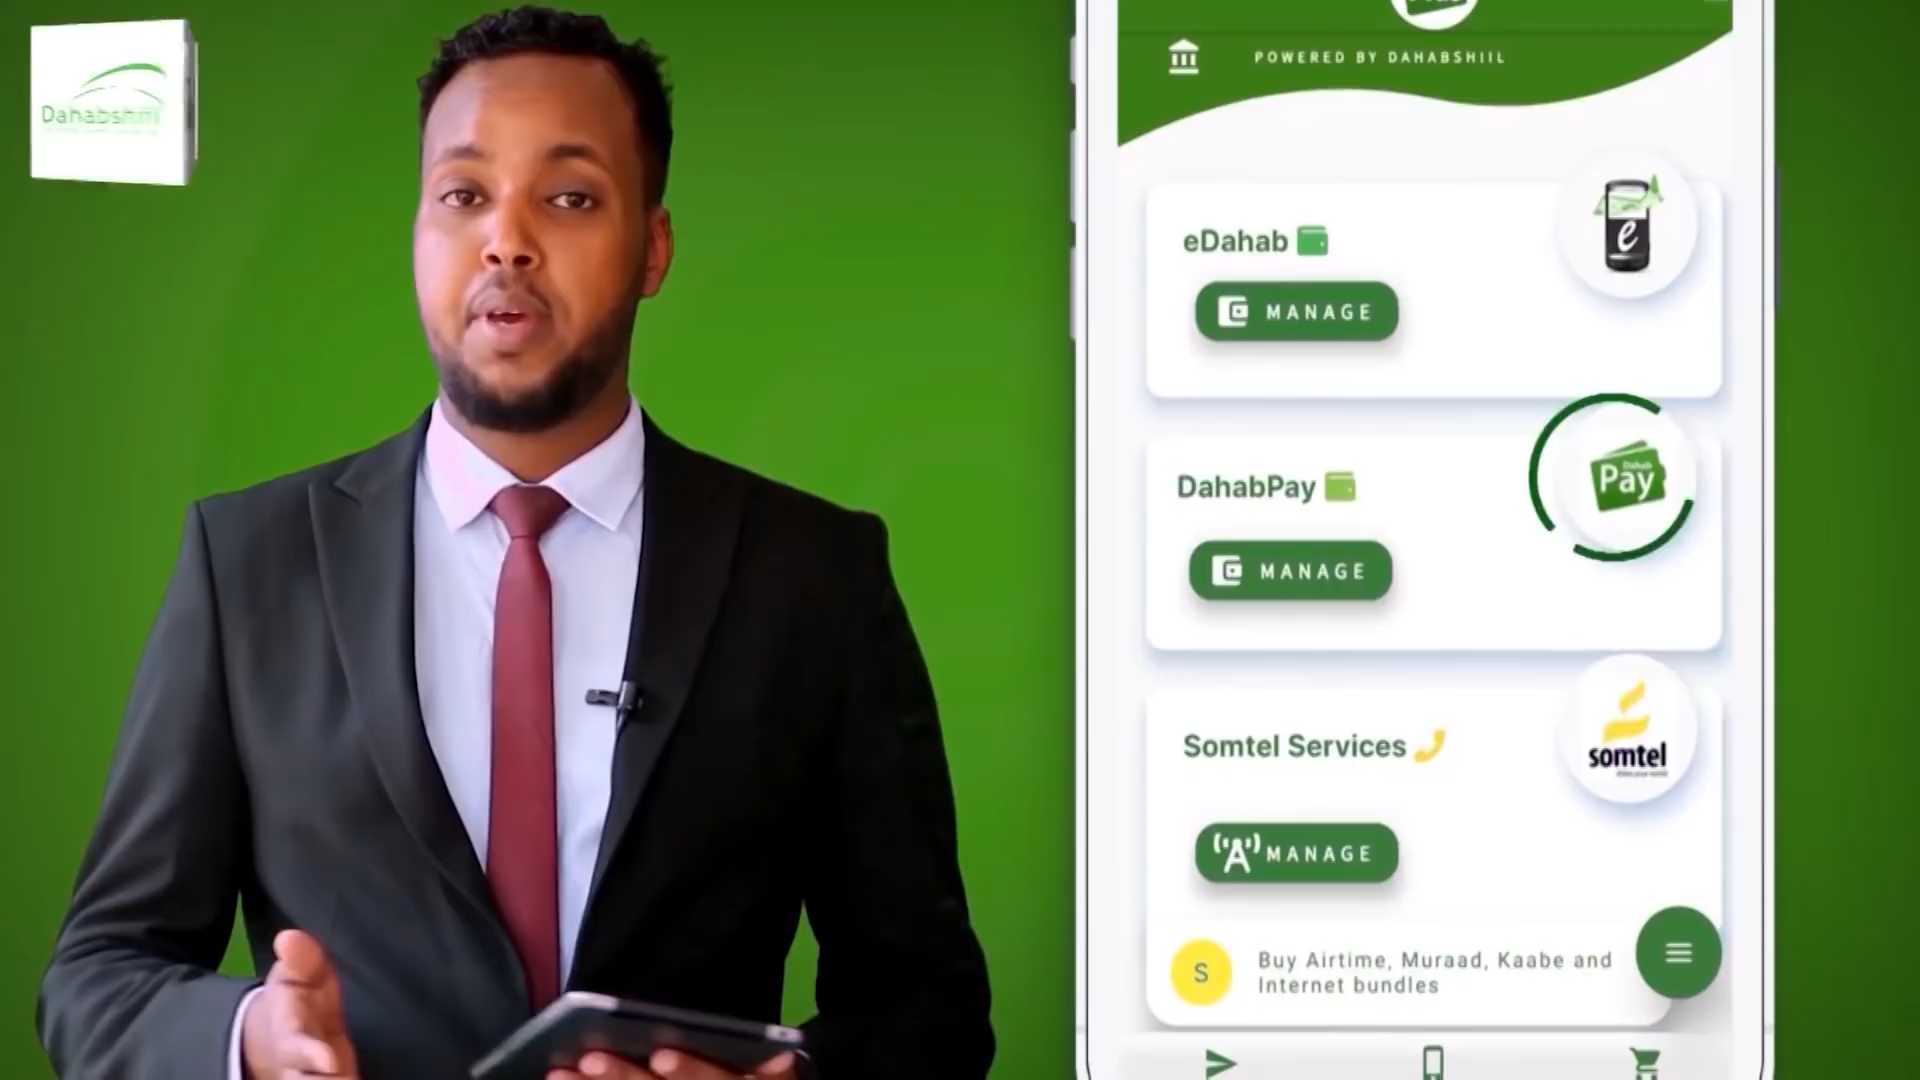 Dahabshiil
POWERED BY DAHABSHIIL
eDahab
e
MANAGE
DahabPay
Dahab
Pay
MANAGE
Somtel Services
somtel
MANAGE
S
Buy Airtime, Muraad, Kaabe and
Internet bundles